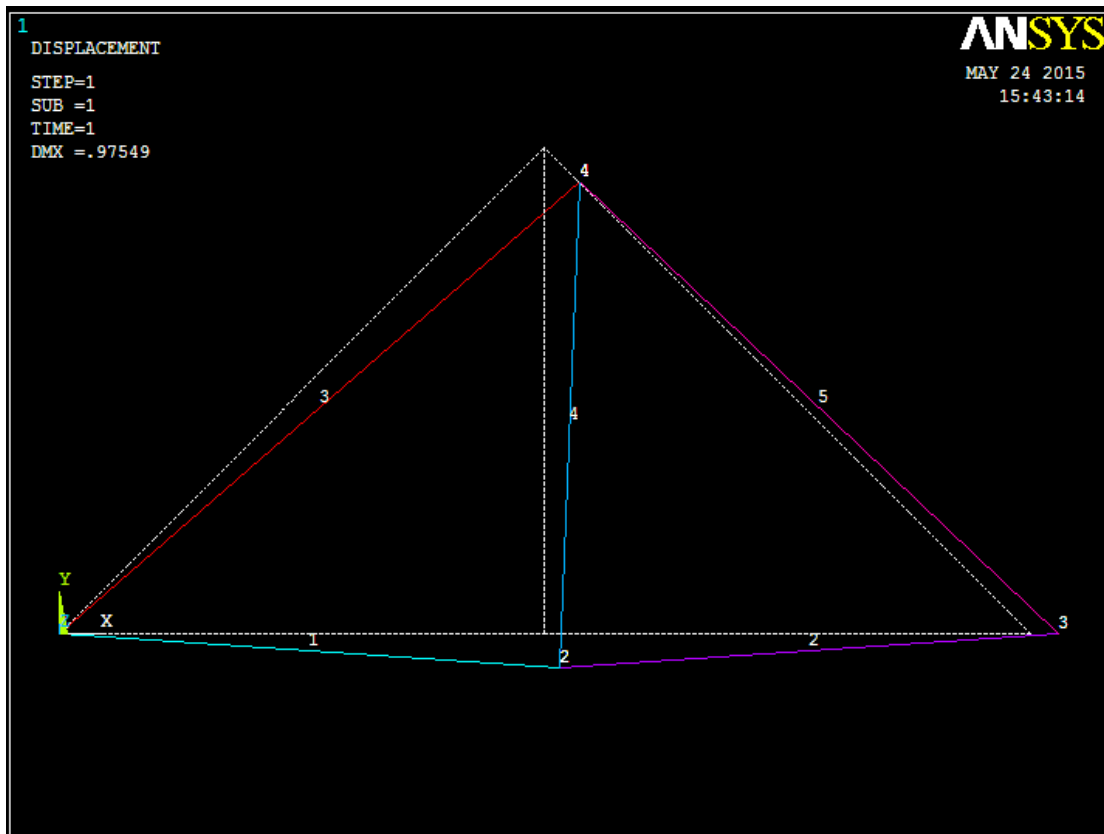 1
DISPLACEMENT
STEP=1
SUB =1
TIME=1
DMX =.97549
ANSYS
MAY 24 2015
15:43:14
4
3
5
4
Y
X
3
1
2
2